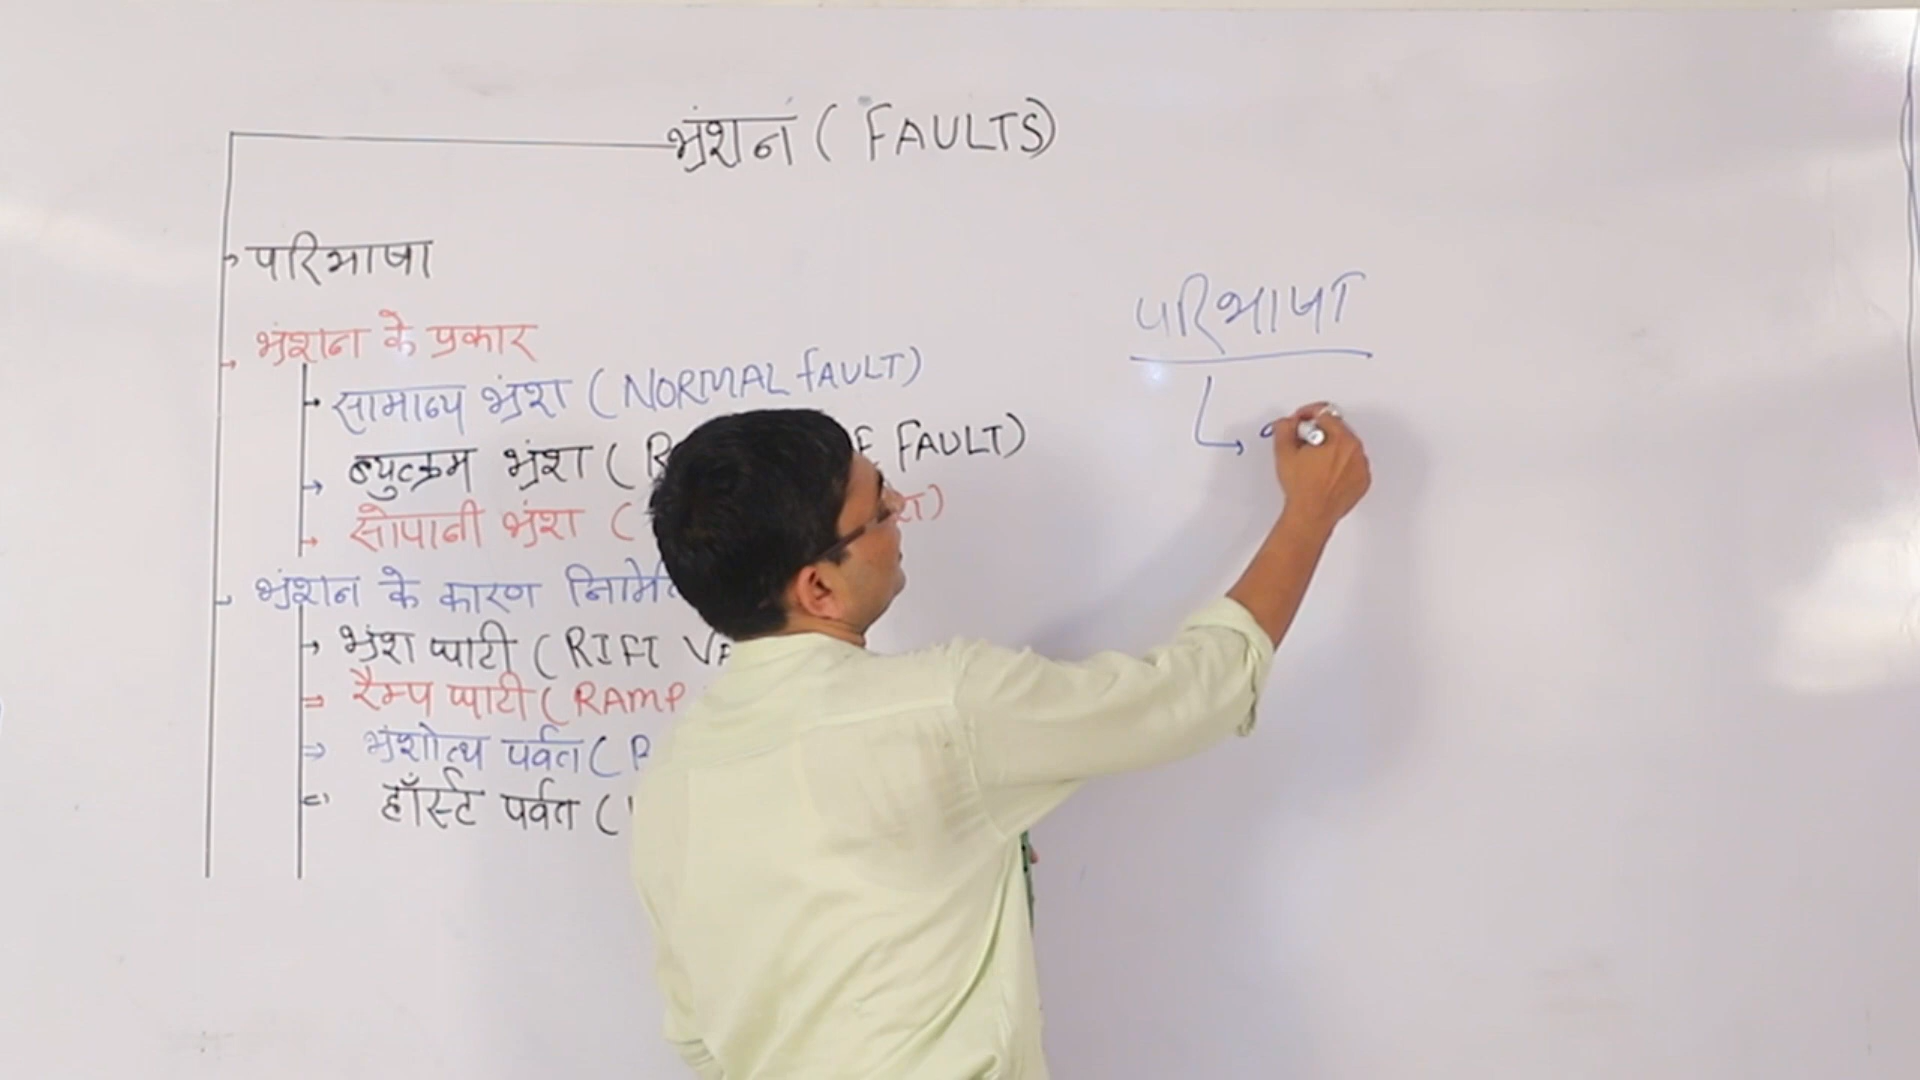 भ्रंशन (FAULTS)
परिभाषा
भ्रंशन के प्रकार
सामान्य भ्रंश (NORMAL FAULT)
व्युत्क्रम भ्रंश ( FAULT)
सोपानी भ्रंश (
भ्रंशन के कारण
भ्रंश घाटी (RIFT
रैम्प घाटी (RAMP
भ्रंशोत्थ पर्वत (
हॉर्स्ट पर्वत (
परिभाषा